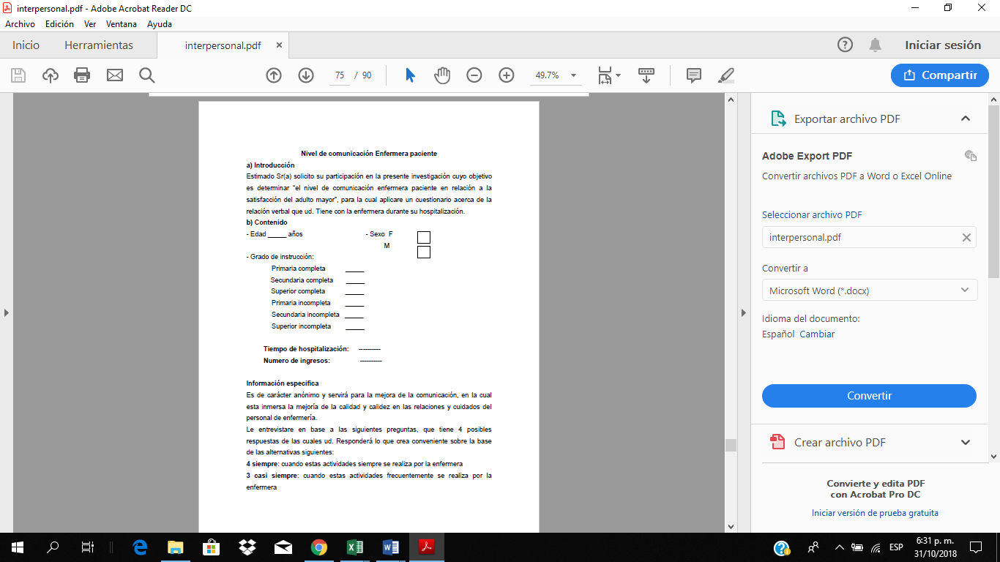 interpersonal.pdf - Adobe Acrobat Reader DC
Archivo Edición Ver Ventana Ayuda
Inicio Herramientas interpersonal.pdf × Iniciar sesión
75 / 90 49.7% Compartir
Nivel de comunicación Enfermera paciente
a) Introducción
Estimado Sr(a) solicito su participación en la presente investigación cuyo objetivo
es determinar "el nivel de comunicación enfermera paciente en relación a la
satisfacción del adulto mayor", para la cual aplicare un cuestionario acerca de la
relación verbal que ud. Tiene con la enfermera durante su hospitalización.
b) Contenido
- Edad _____ años - Sexo F
M
- Grado de instrucción:
Primaria completa _____
Secundaria completa _____
Superior completa _____
Primaria incompleta _____
Secundaria incompleta _____
Superior incompleta _____
Tiempo de hospitalización: ----------
Numero de ingresos: ----------
Información especifica
Es de carácter anónimo y servirá para la mejora de la comunicación, en la cual
esta inmersa la mejoría de la calidad y calidez en las relaciones y cuidados del
personal de enfermería.
Le entrevistare en base a las siguientes preguntas, que tiene 4 posibles
respuestas de las cuales ud. Responderá lo que crea conveniente sobre la base
de las alternativas siguientes:
4 siempre: cuando estas actividades siempre se realiza por la enfermera
3 casi siempre: cuando estas actividades frecuentemente se realiza por la
enfermera
Exportar archivo PDF
Adobe Export PDF
Convertir archivos PDF a Word o Excel Online
Seleccionar archivo PDF
interpersonal.pdf
Convertir a
Microsoft Word (*.docx)
Idioma del documento:
Español Cambiar
Convertir
Crear archivo PDF
Convierte y edita PDF
con Acrobat Pro DC
Iniciar versión de prueba gratuita
ESP 6:31 p. m.
31/10/2018